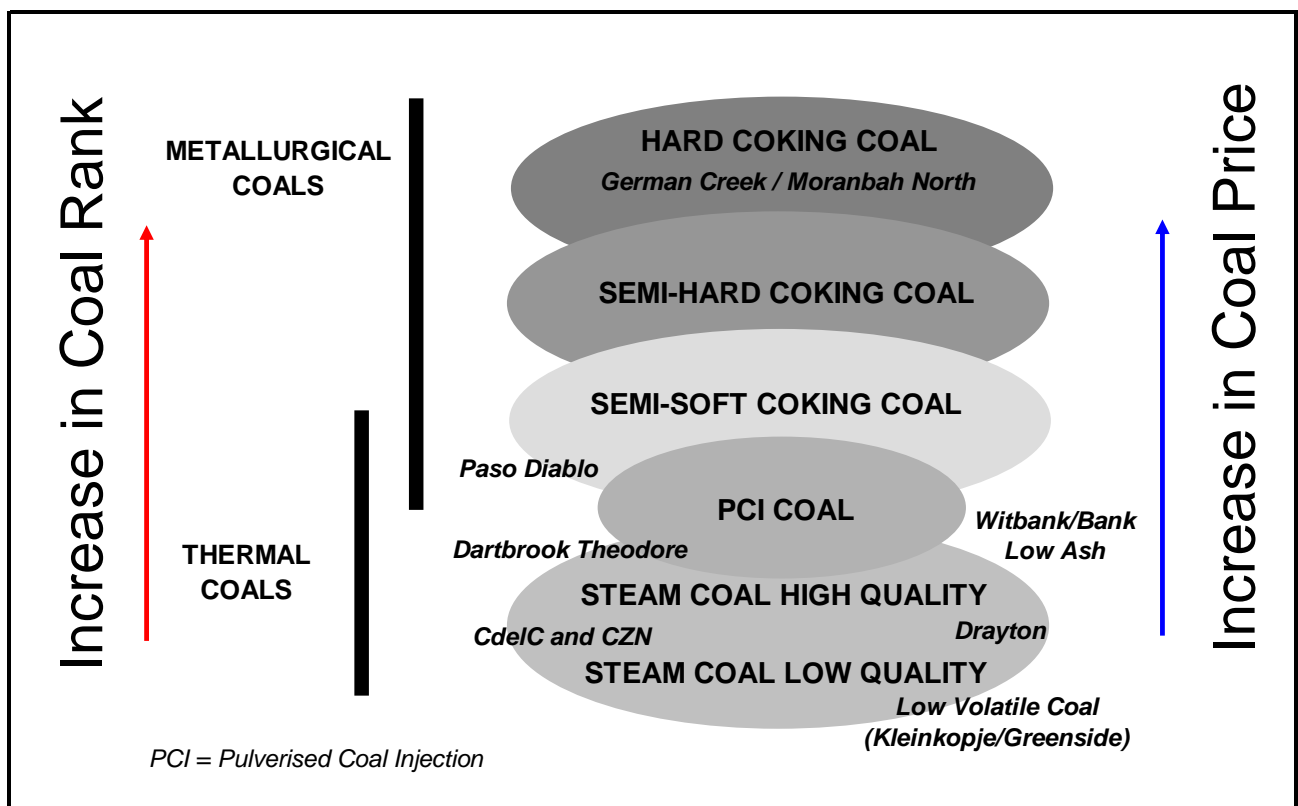 Increase in Coal Rank
METALLURGICAL
COALS
THERMAL
COALS
HARD COKING COAL
German Creek / Moranbah North
SEMI-HARD COKING COAL
SEMI-SOFT COKING COAL
Paso Diablo
PCI COAL
Witbank/Bank
Low Ash
Dartbrook Theodore
STEAM COAL HIGH QUALITY
CdelC and CZN
Drayton
STEAM COAL LOW QUALITY
Low Volatile Coal
(Kleinkopje/Greenside)
PCI = Pulverised Coal Injection
Increase in Coal Price